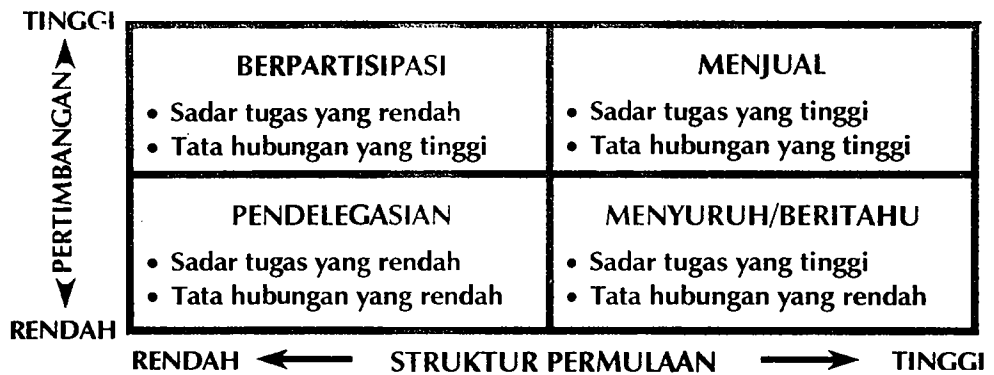 TINGGI
BERPARTISIPASI
• Sadar tugas yang rendah
• Tata hubungan yang tinggi
MENJUAL
• Sadar tugas yang tinggi
• Tata hubungan yang tinggi
PERTIMBANGAN
PENDELEGASIAN
• Sadar tugas yang rendah
• Tata hubungan yang rendah
MENYURUH/BERITAHU
• Sadar tugas yang tinggi
• Tata hubungan yang rendah
RENDAH
RENDAH STRUKTUR PERMULAAN TINGGI